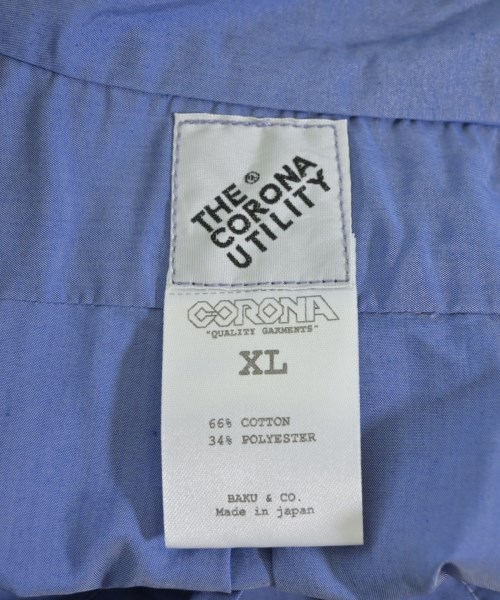 THE
CORONA
UTILITY
CORONA
"QUALITY GARMENTS"
XL
66% COTTON
34% POLYESTER
BAKU & CO.
Made in japan